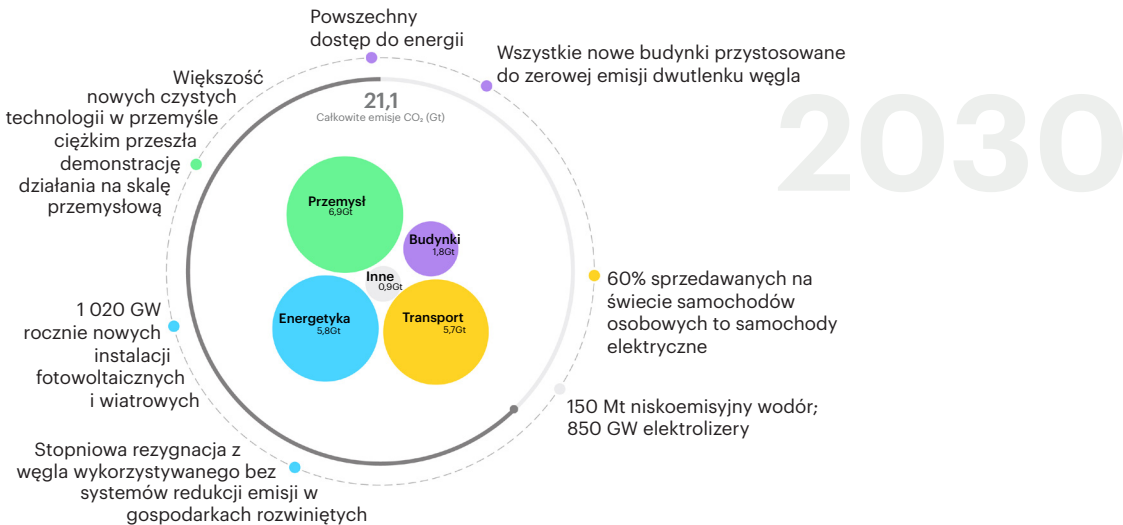 2030
Powszechny
dostęp do energii
Wszystkie nowe budynki przystosowane
do zerowej emisji dwutlenku węgla
Większość
nowych czystych
technologii w przemyśle
ciężkim przeszła
demonstrację
działania na skalę
przemysłową
21,1
Całkowite emisje CO₂ (Gt)
Przemysł
6,9Gt
Budynki
1,8Gt
Inne
0,9Gt
Energetyka
5,8Gt
Transport
5,7Gt
60% sprzedawanych na
świecie samochodów
osobowych to samochody
elektryczne
1 020 GW
rocznie nowych
instalacji
fotowoltaicznych
i wiatrowych
150 Mt niskoemisyjny wodór;
850 GW elektrolizery
Stopniowa rezygnacja z
węgla wykorzystywanego bez
systemów redukcji emisji w
gospodarkach rozwiniętych